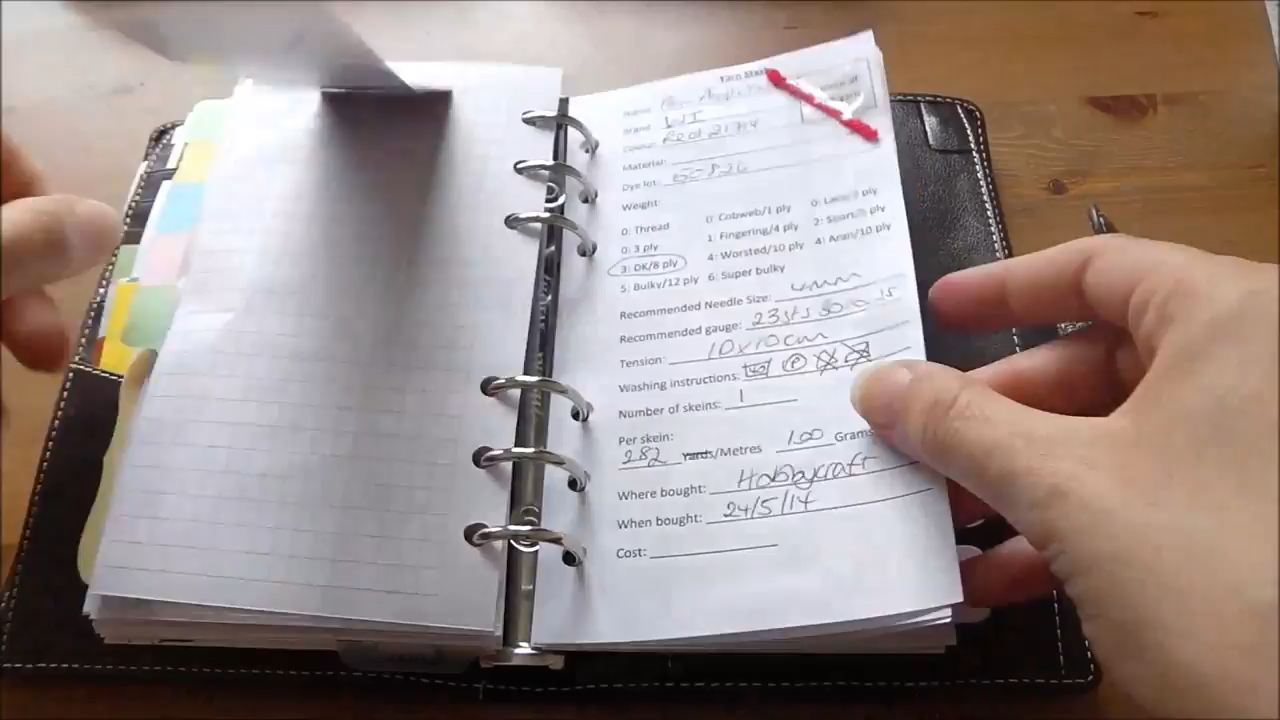 Yarn Stash
Name:
Brand WI
Colour: Red
Material:
Dye lot:
Weight:
0: Thread 0: Cobweb/1 ply 0: Lace/2 ply
0: 3 ply 1: Fingering/4 ply 2: Sport/5 ply
3: DK/8 ply 4: Worsted/10 ply 4: Aran/10 ply
5: Bulky/12 ply 6: Super bulky
Recommended Needle Size: 4mm
Recommended gauge: 23sts
Tension: 10x10cm
Washing instructions: 40 P
Number of skeins: 1
Per skein:
282 Yards/Metres 100 Grams
Where bought: Hobbycraft
When bought: 24/5/14
Cost: